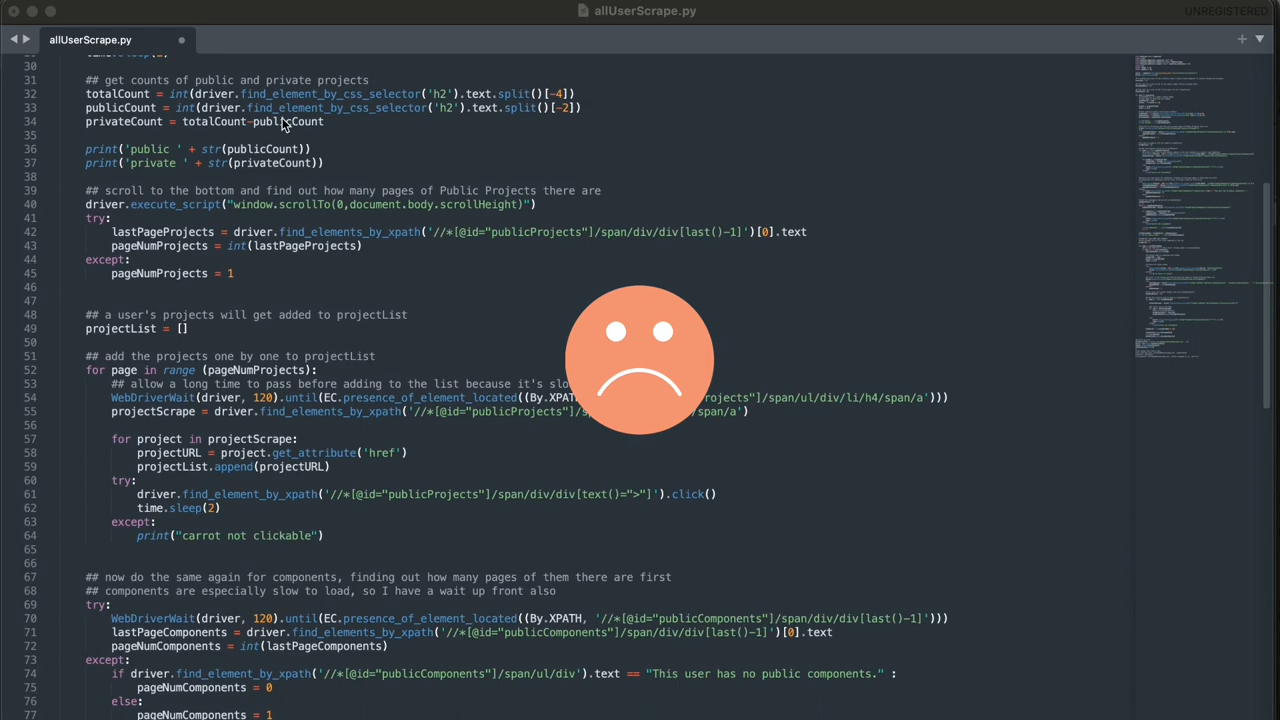 allUserScrape.py
UNREGISTERED
allUserScrape.py
30
31 ## get counts of public and private projects
32 totalCount = int(driver.find_element_by_css_selector('h2').text.split()[-4])
33 publicCount = int(driver.find_element_by_css_selector('h2').text.split()[-2])
34 privateCount = totalCount-publicCount
35
36 print('public ' + str(publicCount))
37 print('private ' + str(privateCount))
38
39 ## scroll to the bottom and find out how many pages of Public Projects there are
40 driver.execute_script("window.scrollTo(0,document.body.scrollHeight)")
41 try:
42 lastPageProjects = driver.find_elements_by_xpath('//*[@id="publicProjects"]/span/div/div[last()-1]')[0].text
43 pageNumProjects = int(lastPageProjects)
44 except:
45 pageNumProjects = 1
46
47
48 ## a user's projects will get added to projectList
49 projectList = []
50
51 ## add the projects one by one to projectList
52 for page in range (pageNumProjects):
53 ## allow a long time to pass before adding to the list because it's
54 WebDriverWait(driver, 120).until(EC.presence_of_element_located((By.XPATH, /span/ul/div/li/h4/span/a')))
55 projectScrape = driver.find_elements_by_xpath('//*[@id="publicProjects"]/ span/a')
56
57 for project in projectScrape:
58 projectURL = project.get_attribute('href')
59 projectList.append(projectURL)
60 try:
61 driver.find_element_by_xpath('//*[@id="publicProjects"]/span/div/div[text()=">"]').click()
62 time.sleep(2)
63 except:
64 print("carrot not clickable")
65
66
67 ## now do the same again for components, finding out how many pages of them there are first
68 ## components are especially slow to load, so I have a wait up front also
69 try:
70 WebDriverWait(driver, 120).until(EC.presence_of_element_located((By.XPATH, '//*[@id="publicComponents"]/span/div/div[last()-1]')))
71 lastPageComponents = driver.find_elements_by_xpath('//*[@id="publicComponents"]/span/div/div[last()-1]')[0].text
72 pageNumComponents = int(lastPageComponents)
73 except:
74 if driver.find_element_by_xpath('//*[@id="publicComponents"]/span/ul/div').text == "This user has no public components." :
75 pageNumComponents = 0
76 else:
77 pageNumComponents = 1